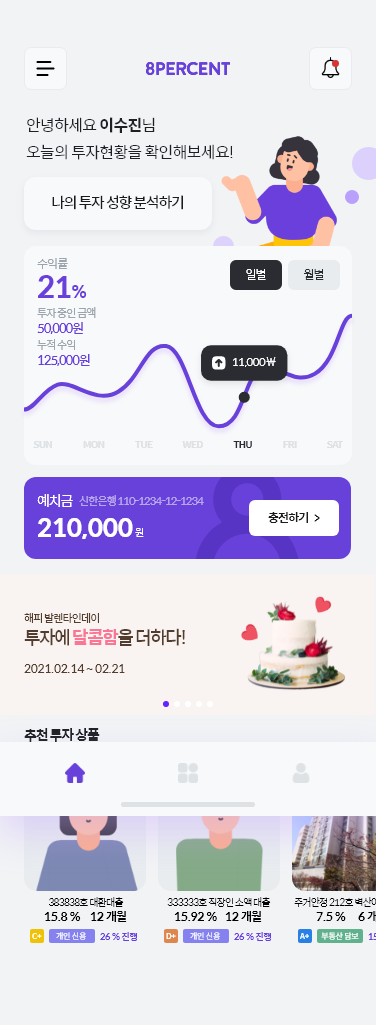 8PERCENT
안녕하세요 이수진님
오늘의 투자현황을 확인해보세요!
나의 투자 성향 분석하기
수익률
21%
일별
월별
투자 중인 금액
50,000원
누적 수익
125,000원
11,000₩
SUN MON TUE WED THU FRI SAT
예치금 신한은행 110-1234-12-1234
210,000 원
충전하기 >
해피 발렌타인데이
투자에 달콤함을 더하다!
2021.02.14 ~ 02.21
추천 투자 상품
383838호 대환대출
15.8 % 12 개월
C+ 개인 신용 26 % 진행
333333호 직장인 소액 대출
15.92 % 12 개월
D+ 개인 신용 26 % 진행
주거안정 212호 벽산
7.5 % 6
A+ 부동산 담보